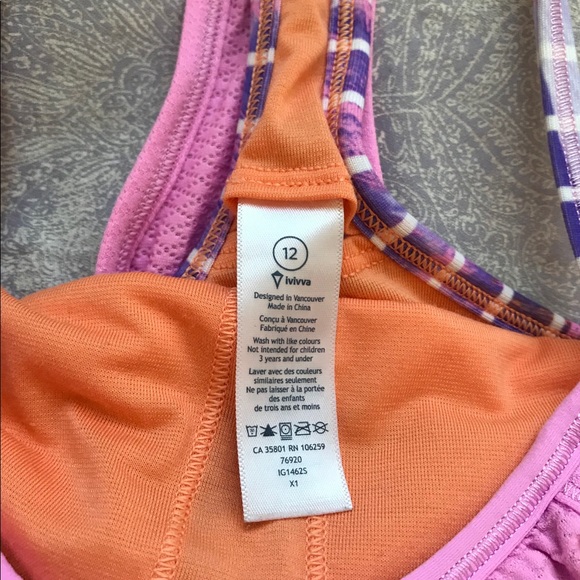 12
ivivva
Designed in Vancouver
Made in China
Conçu à Vancouver
Fabriqué en Chine
Wash with like colours
Not intended for children
3 years and under
Laver avec des couleurs
similaires seulement
Ne pas laisser à la portée
des enfants
de trois ans et moins
CA 35801 RN 106259
76920
IG1462S
X1